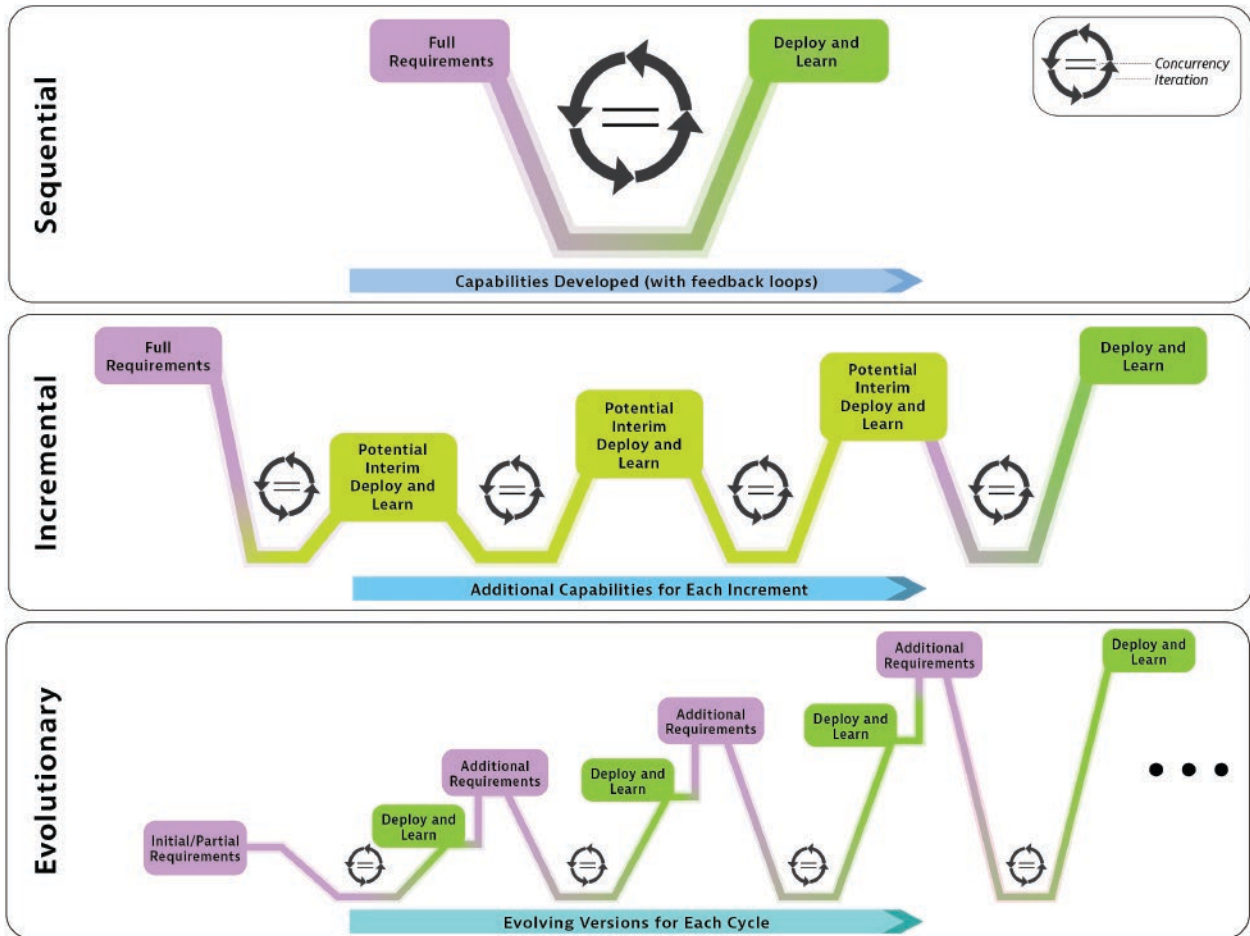 Sequential
Full
Requirements
Deploy and
Learn
Concurrency
Iteration
Capabilities Developed (with feedback loops)
Incremental
Full
Requirements
Potential
Interim
Deploy and
Learn
Potential
Interim
Deploy and
Learn
Potential
Interim
Deploy and
Learn
Deploy and
Learn
Additional Capabilities for Each Increment
Evolutionary
Initial/Partial
Requirements
Deploy and
Learn
Additional
Requirements
Deploy and
Learn
Additional
Requirements
Deploy and
Learn
Additional
Requirements
Deploy and
Learn
Evolving Versions for Each Cycle